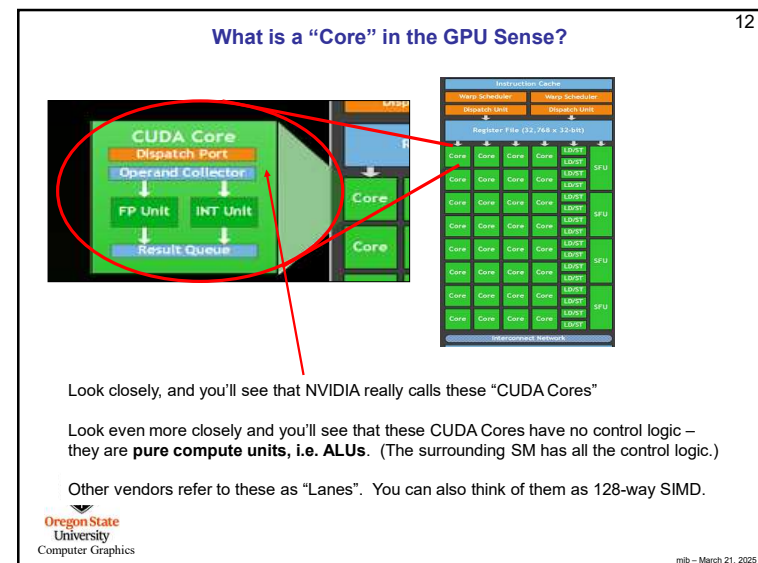 12
What is a “Core” in the GPU Sense?
CUDA Core
Dispatch Port
Operand Collector
FP Unit INT Unit
Result Queue
Core
Core
Instruction Cache
Warp Scheduler Warp Scheduler
Dispatch Unit Dispatch Unit
Register File (32,768 x 32-bit)
Core Core Core Core LD/ST
LD/ST
SFU
Core Core Core Core LD/ST
LD/ST
Core Core Core Core LD/ST
LD/ST
SFU
Core Core Core Core LD/ST
LD/ST
Core Core Core Core LD/ST
LD/ST
SFU
Core Core Core Core LD/ST
LD/ST
Core Core Core Core LD/ST
LD/ST
SFU
Core Core Core Core LD/ST
LD/ST
Interconnect Network
Look closely, and you’ll see that NVIDIA really calls these “CUDA Cores”
Look even more closely and you’ll see that these CUDA Cores have no control logic –
they are pure compute units, i.e. ALUs. (The surrounding SM has all the control logic.)
Other vendors refer to these as “Lanes”. You can also think of them as 128-way SIMD.
Oregon State
University
Computer Graphics
mjb – March 21, 2025